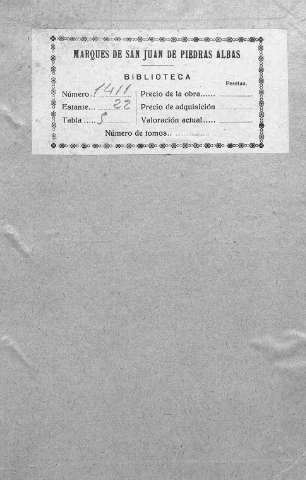 MARQUES DE SAN JUAN DE PIEDRAS ALBAS
BIBLIOTECA
Pesetas.
Número 1411 Precio de la obra......
Estante... 22 Precio de adquisición
Tabla ..... 5 Valoración actual.....
Número de tomos..